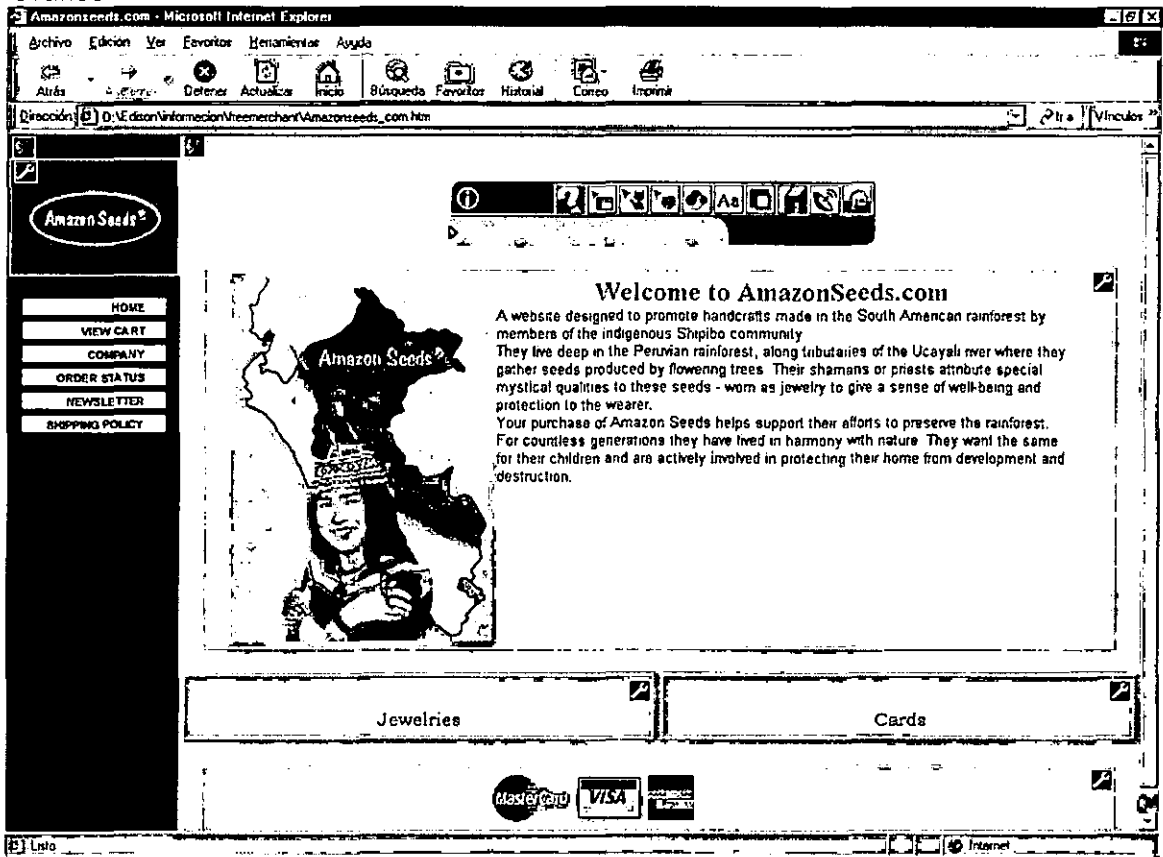 Amazonseeds.com - Microsoft Internet Explorer
Archivo Edición Ver Favoritos Herramientas Ayuda
Atrás Detener Actualizar Inicio Búsqueda Favoritos Historial Correo Imprimir
Dirección D:\Edison\informacion\freemerchant\Amazonseeds_com.htm Ir a Vínculos »
Amazon Seeds
HOME
VIEW CART
COMPANY
ORDER STATUS
NEWSLETTER
SHIPPING POLICY
Aa
Amazon Seeds
Welcome to AmazonSeeds.com
A website designed to promote handcrafts made in the South American rainforest by
members of the indigenous Shipibo community
They live deep in the Peruvian rainforest, along tributaries of the Ucayali river where they
gather seeds produced by flowering trees. Their shamans or priests attribute special
mystical qualities to these seeds - worn as jewelry to give a sense of well-being and
protection to the wearer.
Your purchase of Amazon Seeds helps support their efforts to preserve the rainforest.
For countless generations they have lived in harmony with nature. They want the same
for their children and are actively involved in protecting their home from development and
destruction.
Jewelries
Cards
MasterCard VISA
Listo Internet